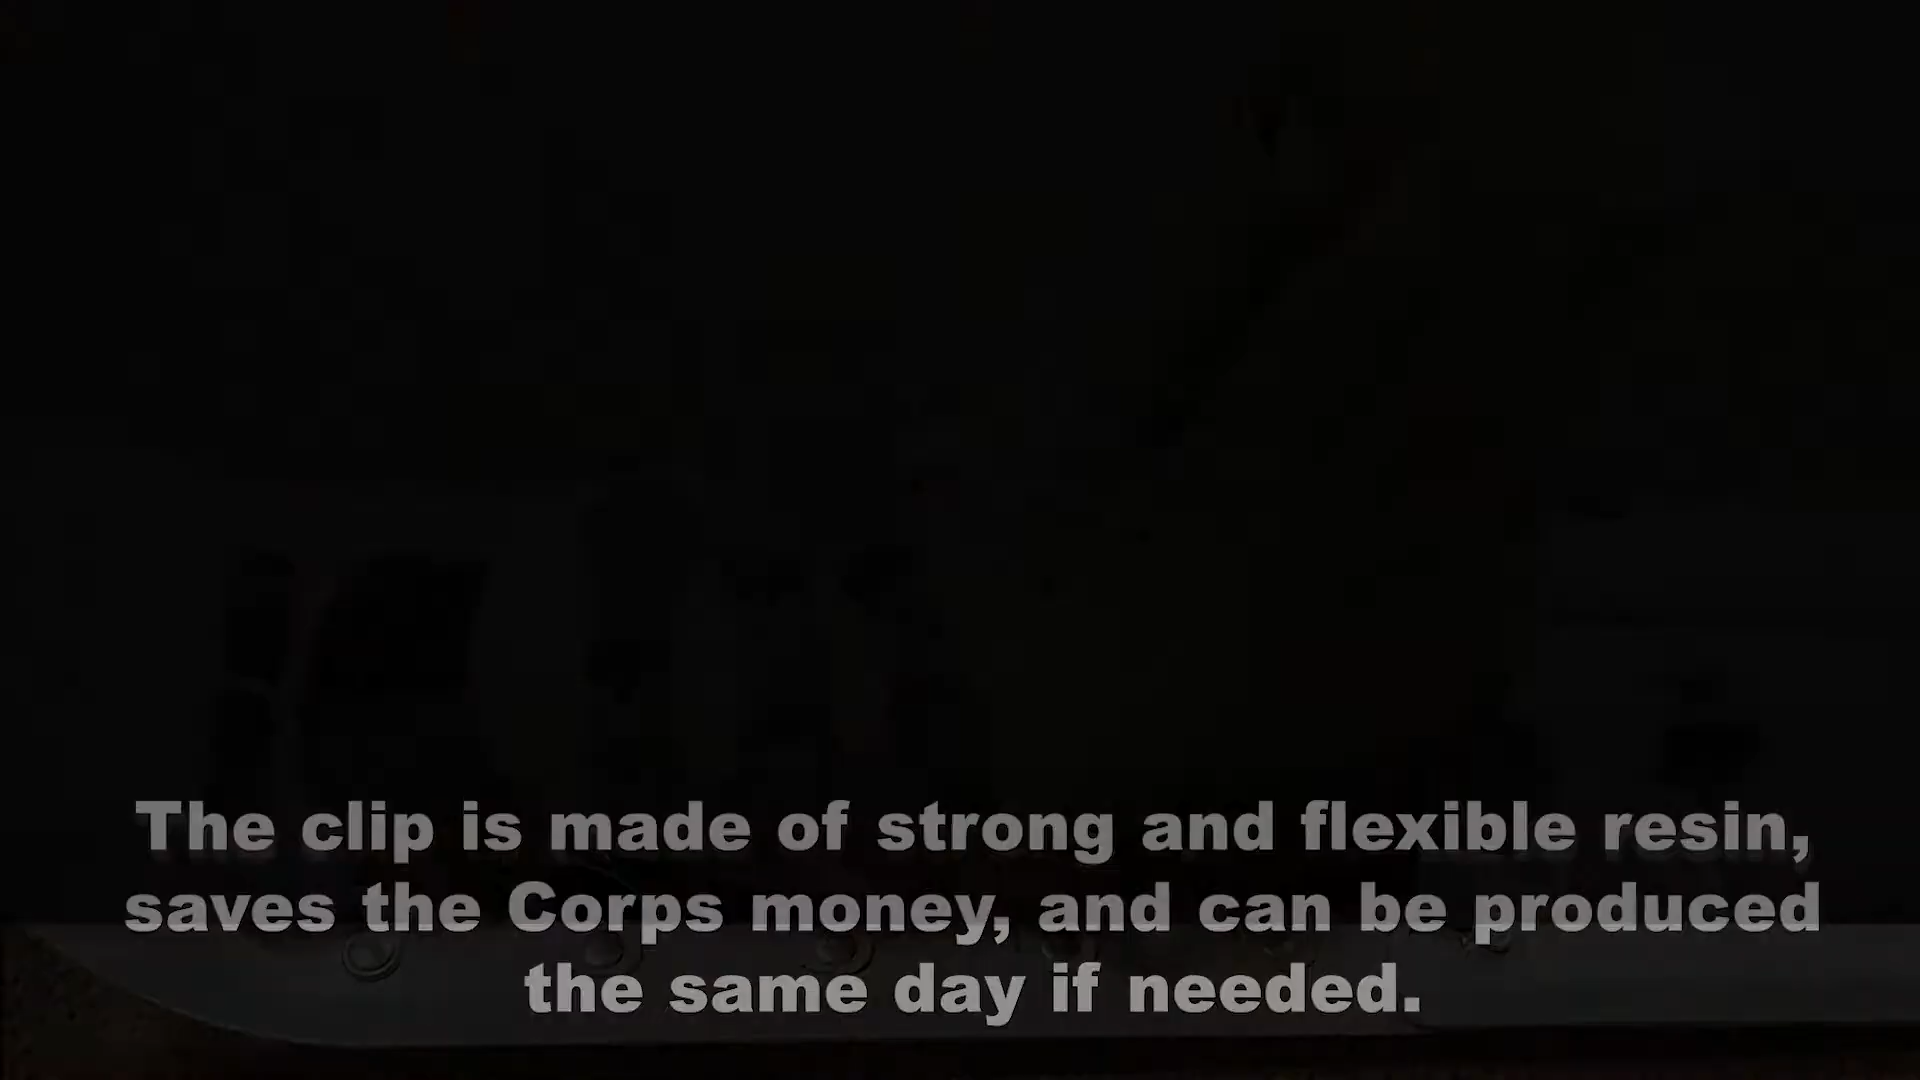 The clip is made of strong and flexible resin,
saves the Corps money, and can be produced
the same day if needed.